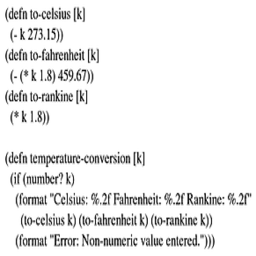 (defn to-celsius [k]
(- k 273.15))
(defn to-fahrenheit [k]
(- (* k 1.8) 459.67))
(defn to-rankine [k]
(* k 1.8))
(defn temperature-conversion [k]
(if (number? k)
(format "Celsius: %.2f Fahrenheit: %.2f Rankine: %.2f"
(to-celsius k) (to-fahrenheit k) (to-rankine k))
(format "Error: Non-numeric value entered.")))